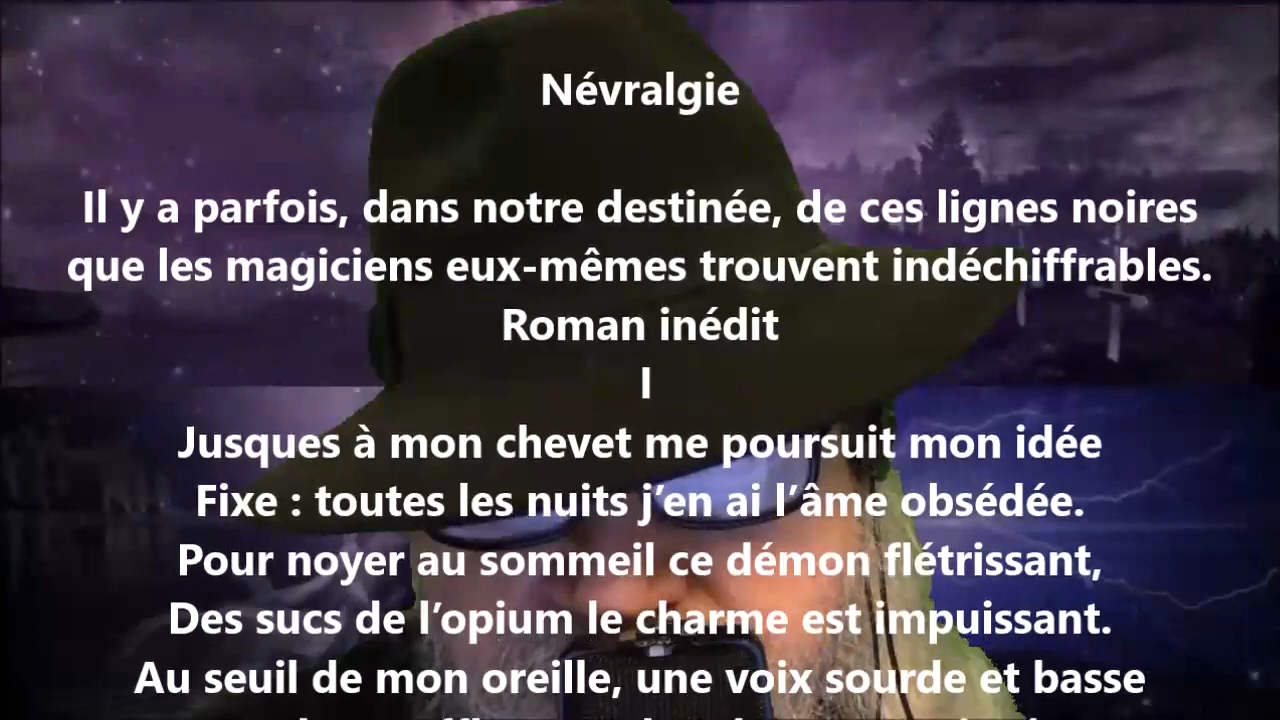 Névralgie
Il y a parfois, dans notre destinée, de ces lignes noires
que les magiciens eux-mêmes trouvent indéchiffrables.
Roman inédit
I
Jusques à mon chevet me poursuit mon idée
Fixe : toutes les nuits j’en ai l’âme obsédée.
Pour noyer au sommeil ce démon flétrissant,
Des sucs de l’opium le charme est impuissant.
Au seuil de mon oreille, une voix sourde et basse